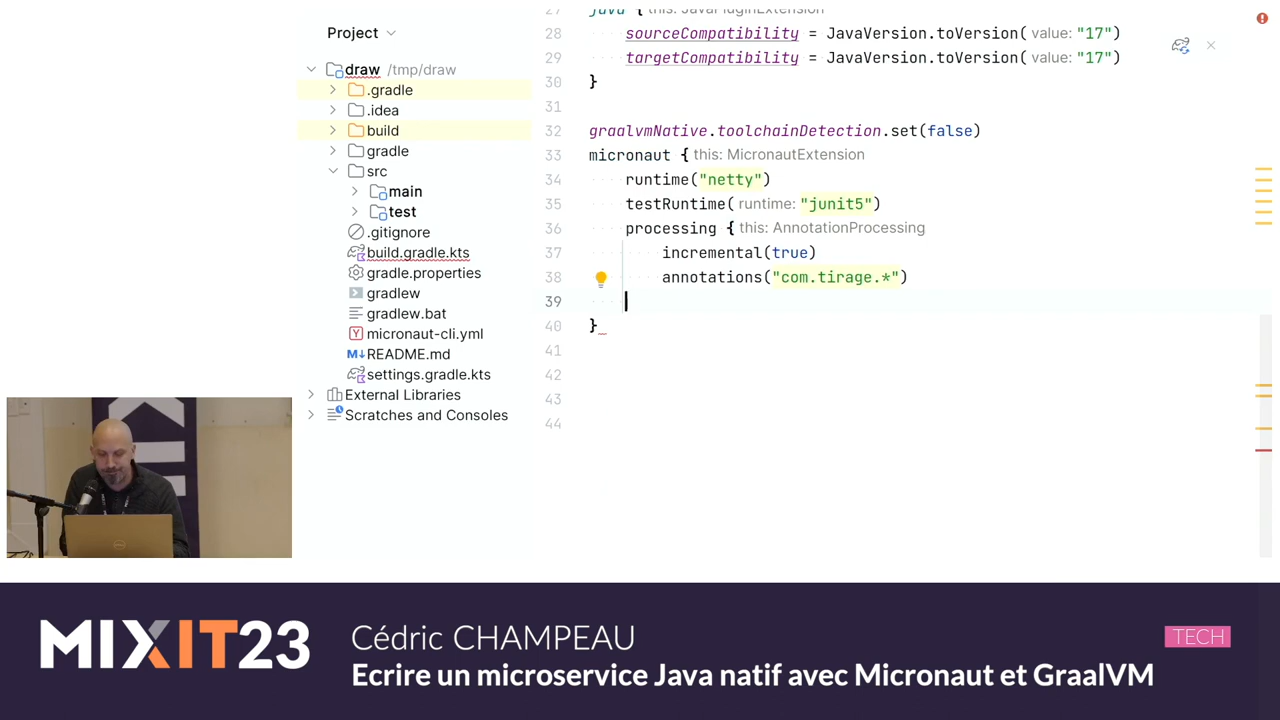 Project
draw /tmp/draw
.gradle
.idea
build
gradle
src
main
test
.gitignore
build.gradle.kts
gradle.properties
gradlew
gradlew.bat
micronaut-cli.yml
README.md
settings.gradle.kts
External Libraries
Scratches and Consoles
27 java { this: JavaPluginExtension
28 sourceCompatibility = JavaVersion.toVersion( value: "17")
29 targetCompatibility = JavaVersion.toVersion( value: "17")
30 }
31
32 graalvmNative.toolchainDetection.set(false)
33 micronaut { this: MicronautExtension
34 runtime("netty")
35 testRuntime( runtime: "junit5")
36 processing { this: AnnotationProcessing
37 incremental(true)
38 annotations("com.tirage.*")
39
40 }
41
42
43
44
MIXIT23
Cédric CHAMPEAU
TECH
Ecrire un microservice Java natif avec Micronaut et GraalVM